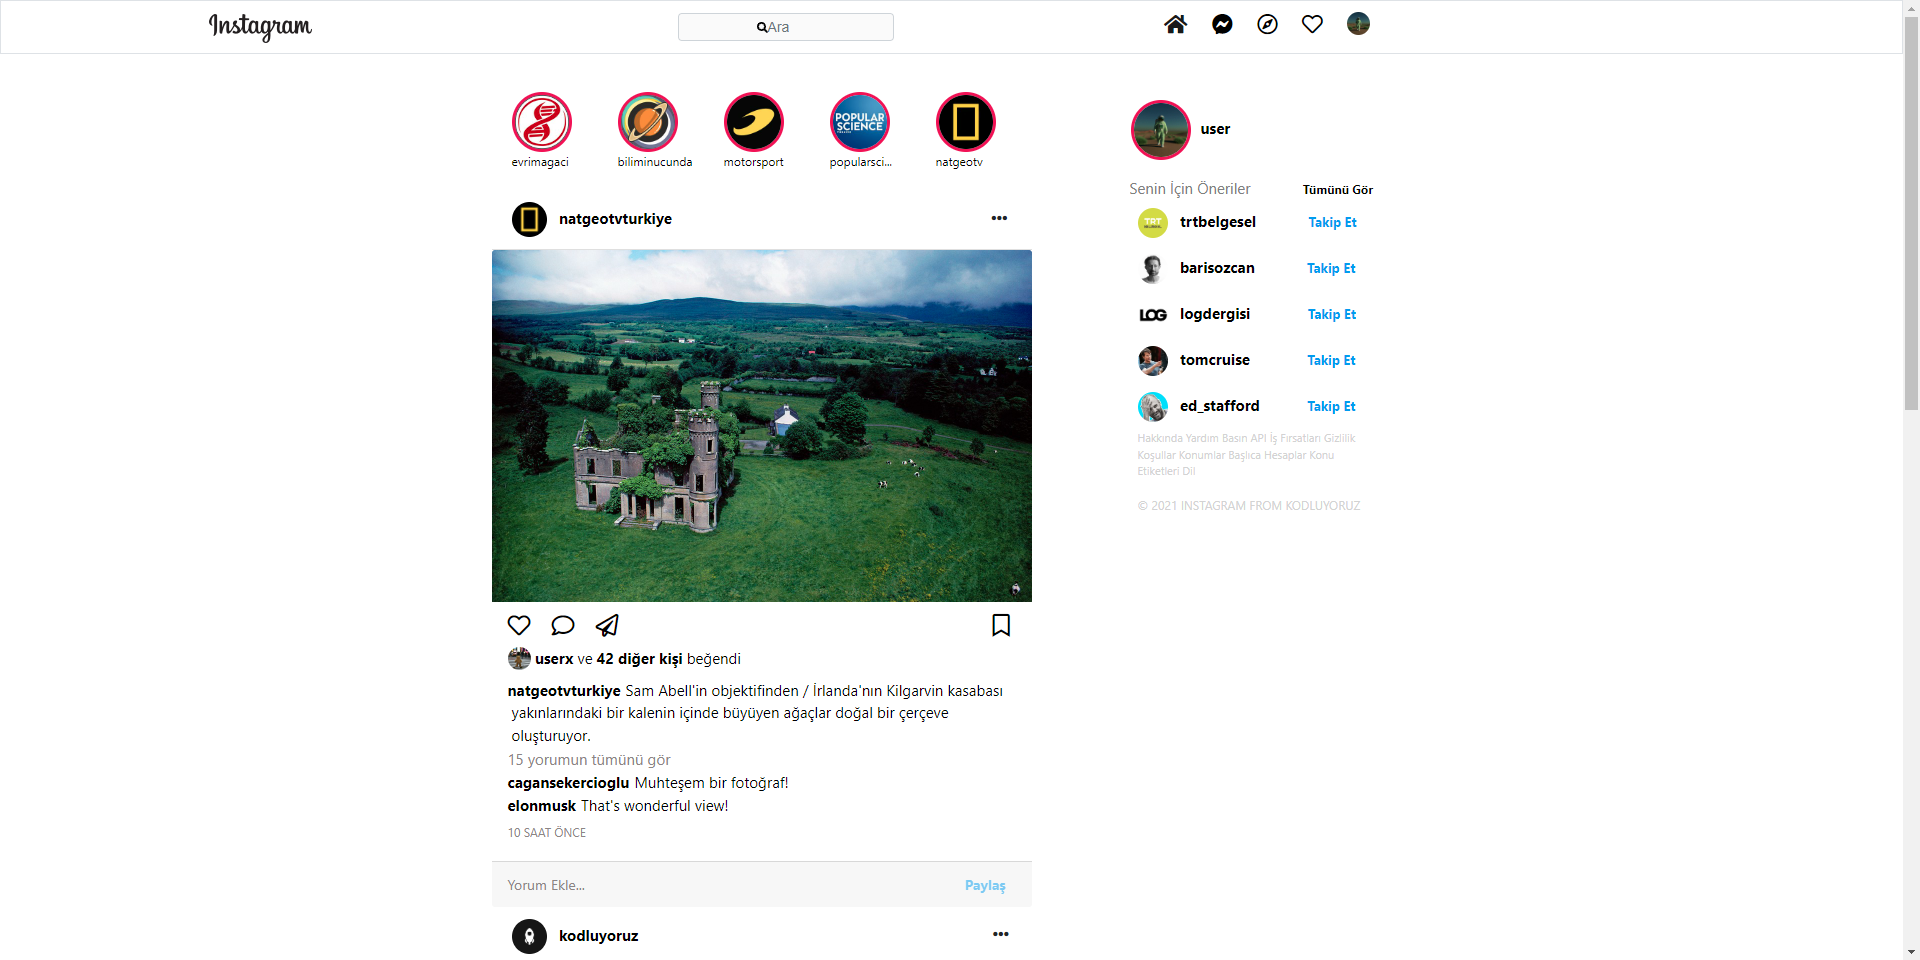 Instagram
Ara
evrimagaci
biliminucunda
motorsport
POPULAR
SCIENCE
popularsci...
natgeotv
user
Senin İçin Öneriler
Tümünü Gör
natgeotvturkiye
TRT
trtbelgesel
Takip Et
barisozcan
Takip Et
LOG
logdergisi
Takip Et
tomcruise
Takip Et
ed_stafford
Takip Et
Hakkında Yardım Basın API İş Fırsatları Gizlilik
Koşullar Konumlar Başlıca Hesaplar Konu
Etiketleri Dil
© 2021 INSTAGRAM FROM KODLUYORUZ
userx ve 42 diğer kişi beğendi
natgeotvturkiye Sam Abell'in objektifinden / İrlanda'nın Kilgarvin kasabası
yakınlarındaki bir kalenin içinde büyüyen ağaçlar doğal bir çerçeve
oluşturuyor.
15 yorumun tümünü gör
cagansekercioglu Muhteşem bir fotoğraf!
elonmusk That's wonderful view!
10 SAAT ÖNCE
Yorum Ekle...
Paylaş
kodluyoruz